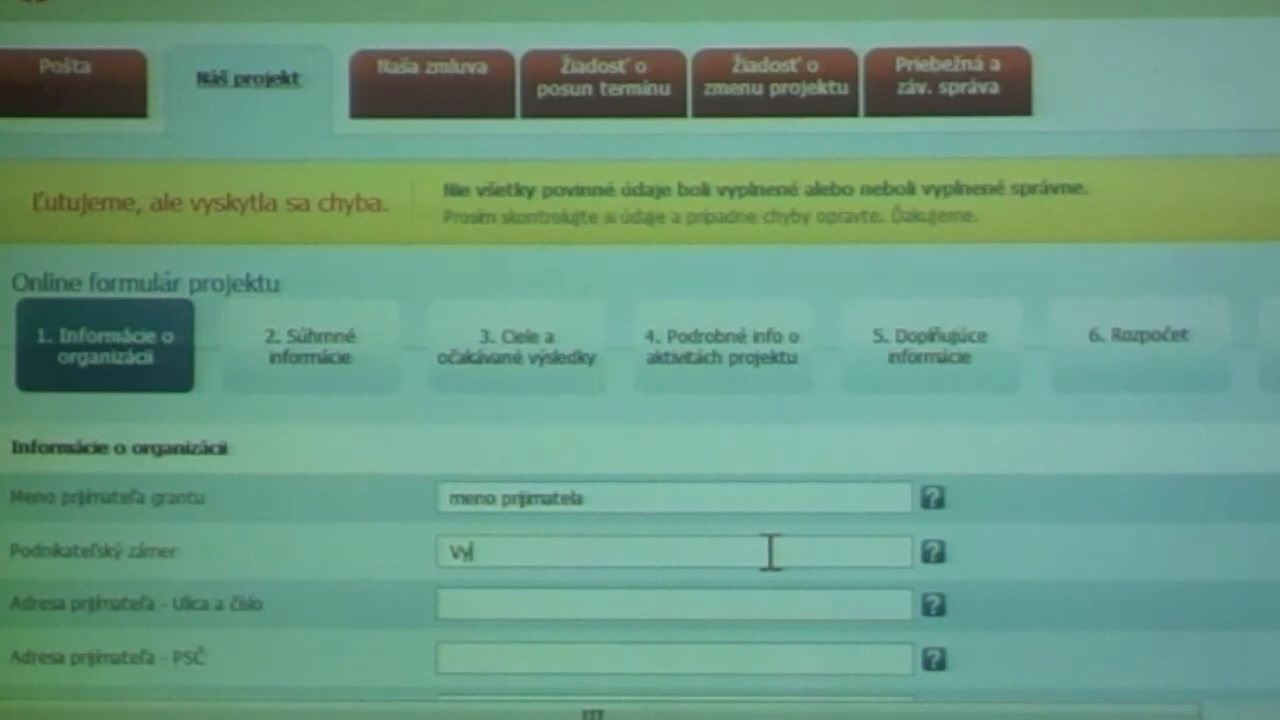 Pošta
Náš projekt
Naša zmluva
Žiadosť o
posun termínu
Žiadosť o
zmenu projektu
Priebežná a
záv. správa
Ľutujeme, ale vyskytla sa chyba.
Nie všetky povinné údaje boli vyplnené alebo neboli vyplnené správne.
Prosím skontrolujte si údaje a prípadne chyby opravte. Ďakujeme.
Online formulár projektu
1. Informácie o
organizácii
2. Súhrnné
informácie
3. Ciele a
očakávané výsledky
4. Podrobné info o
aktivitách projektu
5. Doplňujúce
informácie
6. Rozpočet
Informácie o organizácii
Meno prijímateľa grantu
meno prijimatela
?
Podnikateľský zámer
Vy
?
Adresa prijímateľa - Ulica a číslo
?
Adresa prijímateľa - PSČ
?